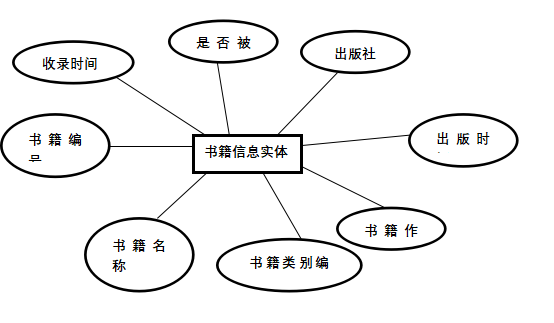 是 否 被
出版社
收录时间
书 籍 编
号
出 版 时
书籍信息实体
书 籍 作
书 籍 名
称
书籍类别编